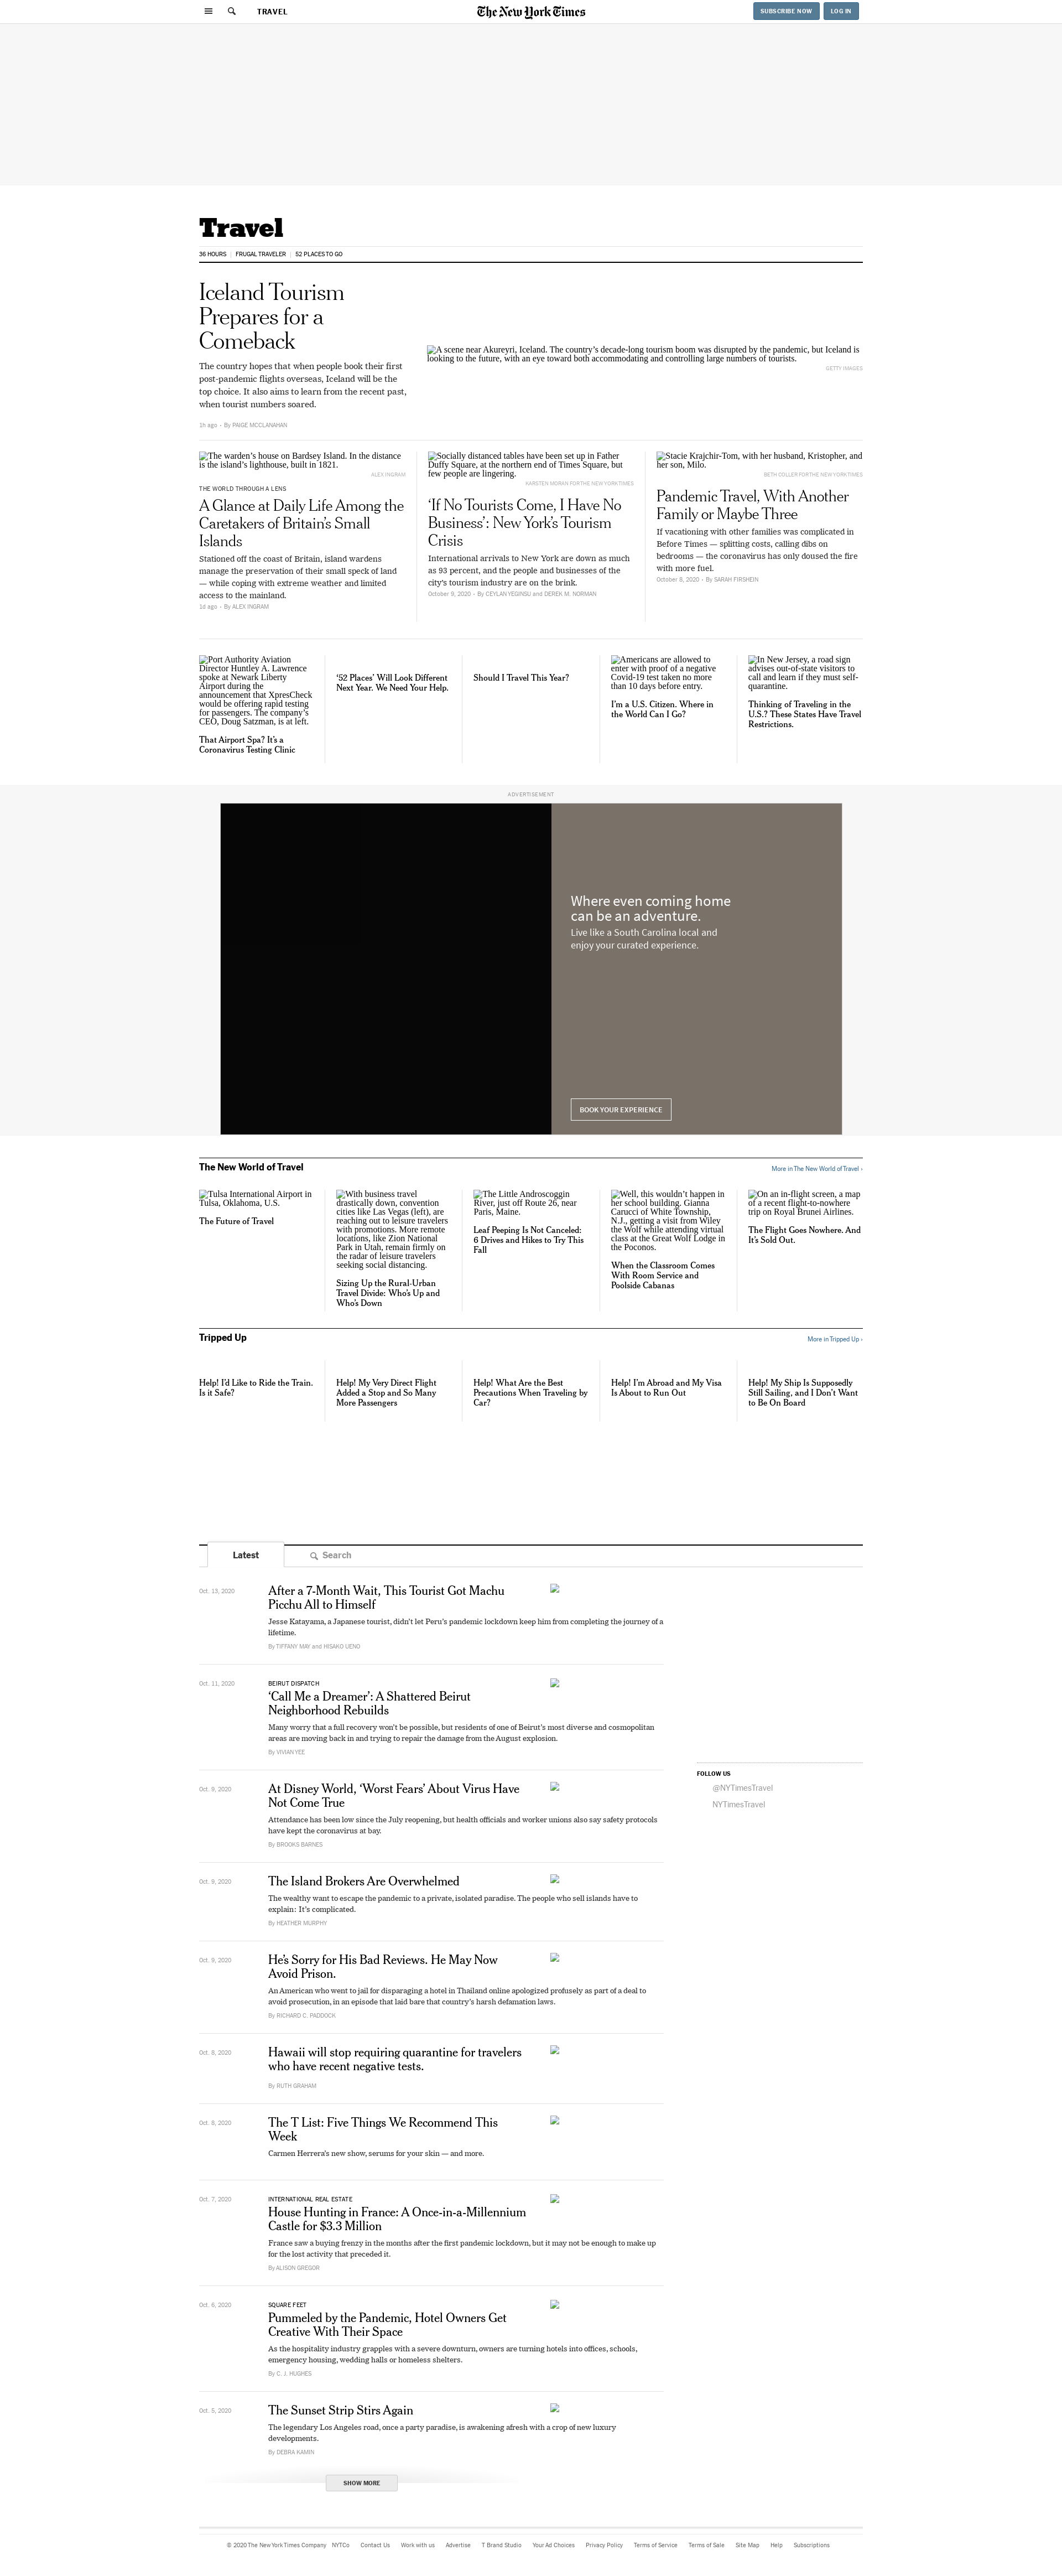 TRAVEL
The New York Times
SUBSCRIBE NOW
LOG IN
Travel
36 HOURS
FRUGAL TRAVELER
52 PLACES TO GO
Iceland Tourism
Prepares for a
Comeback
The country hopes that when people book their first
post-pandemic flights overseas, Iceland will be the
top choice. It also aims to learn from the recent past,
when tourist numbers soared.
1h ago • By PAIGE MCCLANAHAN
A scene near Akureyri, Iceland. The country's decade-long tourism boom was disrupted by the pandemic, but Iceland is
looking to the future, with an eye toward both accommodating and controlling large numbers of tourists.
GETTY IMAGES
The warden's house on Bardsey Island. In the distance
is the island's lighthouse, built in 1821.
ALEX INGRAM
THE WORLD THROUGH A LENS
A Glance at Daily Life Among the
Caretakers of Britain's Small
Islands
Stationed off the coast of Britain, island wardens
manage the preservation of their small speck of land
— while coping with extreme weather and limited
access to the mainland.
1d ago • By ALEX INGRAM
Socially distanced tables have been set up in Father
Duffy Square, at the northern end of Times Square, but
few people are lingering.
KARSTEN MORAN FOR THE NEW YORK TIMES
'If No Tourists Come, I Have No
Business': New York's Tourism
Crisis
International arrivals to New York are down as much
as 93 percent, and the people and businesses of the
city's tourism industry are on the brink.
October 9, 2020 • By CEYLAN YEGINSU and DEREK M. NORMAN
Stacie Krajchir-Tom, with her husband, Kristopher, and
her son, Milo.
BETH COLLER FOR THE NEW YORK TIMES
Pandemic Travel, With Another
Family or Maybe Three
If vacationing with other families was complicated in
Before Times — splitting costs, calling dibs on
bedrooms — the coronavirus has only doused the fire
with more fuel.
October 8, 2020 • By SARAH FIRSHEIN
Port Authority Aviation
Director Huntley A. Lawrence
spoke at Newark Liberty
Airport during the
announcement that XpresCheck
would be offering rapid testing
for passengers. The company's
CEO, Doug Satzman, is at left.
That Airport Spa? It's a
Coronavirus Testing Clinic
'52 Places' Will Look Different
Next Year. We Need Your Help.
Should I Travel This Year?
Americans are allowed to
enter with proof of a negative
Covid-19 test taken no more
than 10 days before entry.
I'm a U.S. Citizen. Where in
the World Can I Go?
In New Jersey, a road sign
advises out-of-state visitors to
call and learn if they must self-
quarantine.
Thinking of Traveling in the
U.S.? These States Have Travel
Restrictions.
ADVERTISEMENT
Where even coming home
can be an adventure.
Live like a South Carolina local and
enjoy your curated experience.
BOOK YOUR EXPERIENCE
The New World of Travel
More in The New World of Travel ›
Tulsa International Airport in
Tulsa, Oklahoma, U.S.
The Future of Travel
With business travel
drastically down, convention
cities like Las Vegas (left), are
reaching out to leisure travelers
with promotions. More remote
locations, like Zion National
Park in Utah, remain firmly on
the radar of leisure travelers
seeking social distancing.
Sizing Up the Rural-Urban
Travel Divide: Who's Up and
Who's Down
The Little Androscoggin
River, just off Route 26, near
Paris, Maine.
Leaf Peeping Is Not Canceled:
6 Drives and Hikes to Try This
Fall
Well, this wouldn't happen in
her school building. Gianna
Carucci of White Township,
N.J., getting a visit from Wiley
the Wolf while attending virtual
class at the Great Wolf Lodge in
the Poconos.
When the Classroom Comes
With Room Service and
Poolside Cabanas
On an in-flight screen, a map
of a recent flight-to-nowhere
trip on Royal Brunei Airlines.
The Flight Goes Nowhere. And
It's Sold Out.
Tripped Up
More in Tripped Up ›
Help! I'd Like to Ride the Train.
Is it Safe?
Help! My Very Direct Flight
Added a Stop and So Many
More Passengers
Help! What Are the Best
Precautions When Traveling by
Car?
Help! I'm Abroad and My Visa
Is About to Run Out
Help! My Ship Is Supposedly
Still Sailing, and I Don't Want
to Be On Board
Latest
Search
Oct. 13, 2020
After a 7-Month Wait, This Tourist Got Machu
Picchu All to Himself
Jesse Katayama, a Japanese tourist, didn't let Peru's pandemic lockdown keep him from completing the journey of a
lifetime.
By TIFFANY MAY and HISAKO UENO
Oct. 11, 2020
BEIRUT DISPATCH
'Call Me a Dreamer': A Shattered Beirut
Neighborhood Rebuilds
Many worry that a full recovery won't be possible, but residents of one of Beirut's most diverse and cosmopolitan
areas are moving back in and trying to repair the damage from the August explosion.
By VIVIAN YEE
Oct. 9, 2020
At Disney World, 'Worst Fears' About Virus Have
Not Come True
Attendance has been low since the July reopening, but health officials and worker unions also say safety protocols
have kept the coronavirus at bay.
By BROOKS BARNES
FOLLOW US
@NYTimesTravel
NYTimesTravel
Oct. 9, 2020
The Island Brokers Are Overwhelmed
The wealthy want to escape the pandemic to a private, isolated paradise. The people who sell islands have to
explain: It's complicated.
By HEATHER MURPHY
Oct. 9, 2020
He's Sorry for His Bad Reviews. He May Now
Avoid Prison.
An American who went to jail for disparaging a hotel in Thailand online apologized profusely as part of a deal to
avoid prosecution, in an episode that laid bare that country's harsh defamation laws.
By RICHARD C. PADDOCK
Oct. 8, 2020
Hawaii will stop requiring quarantine for travelers
who have recent negative tests.
By RUTH GRAHAM
Oct. 8, 2020
The T List: Five Things We Recommend This
Week
Carmen Herrera's new show, serums for your skin — and more.
Oct. 7, 2020
INTERNATIONAL REAL ESTATE
House Hunting in France: A Once-in-a-Millennium
Castle for $3.3 Million
France saw a buying frenzy in the months after the first pandemic lockdown, but it may not be enough to make up
for the lost activity that preceded it.
By ALISON GREGOR
Oct. 6, 2020
SQUARE FEET
Pummeled by the Pandemic, Hotel Owners Get
Creative With Their Space
As the hospitality industry grapples with a severe downturn, owners are turning hotels into offices, schools,
emergency housing, wedding halls or homeless shelters.
By C. J. HUGHES
Oct. 5, 2020
The Sunset Strip Stirs Again
The legendary Los Angeles road, once a party paradise, is awakening afresh with a crop of new luxury
developments.
By DEBRA KAMIN
SHOW MORE
© 2020 The New York Times Company NYTCo Contact Us Work with us Advertise T Brand Studio Your Ad Choices Privacy Policy Terms of Service Terms of Sale Site Map Help Subscriptions